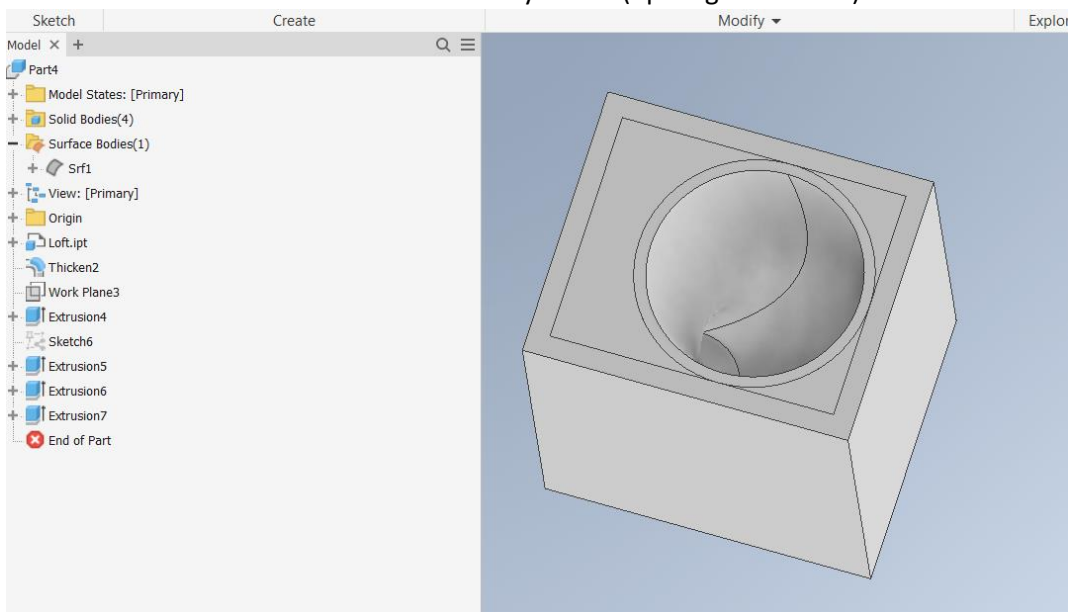 Sketch Create Modify Explor
Model × +
Part4
Model States: [Primary]
Solid Bodies(4)
Surface Bodies(1)
Srf1
View: [Primary]
Origin
Loft.ipt
Thicken2
Work Plane3
Extrusion4
Sketch6
Extrusion5
Extrusion6
Extrusion7
End of Part